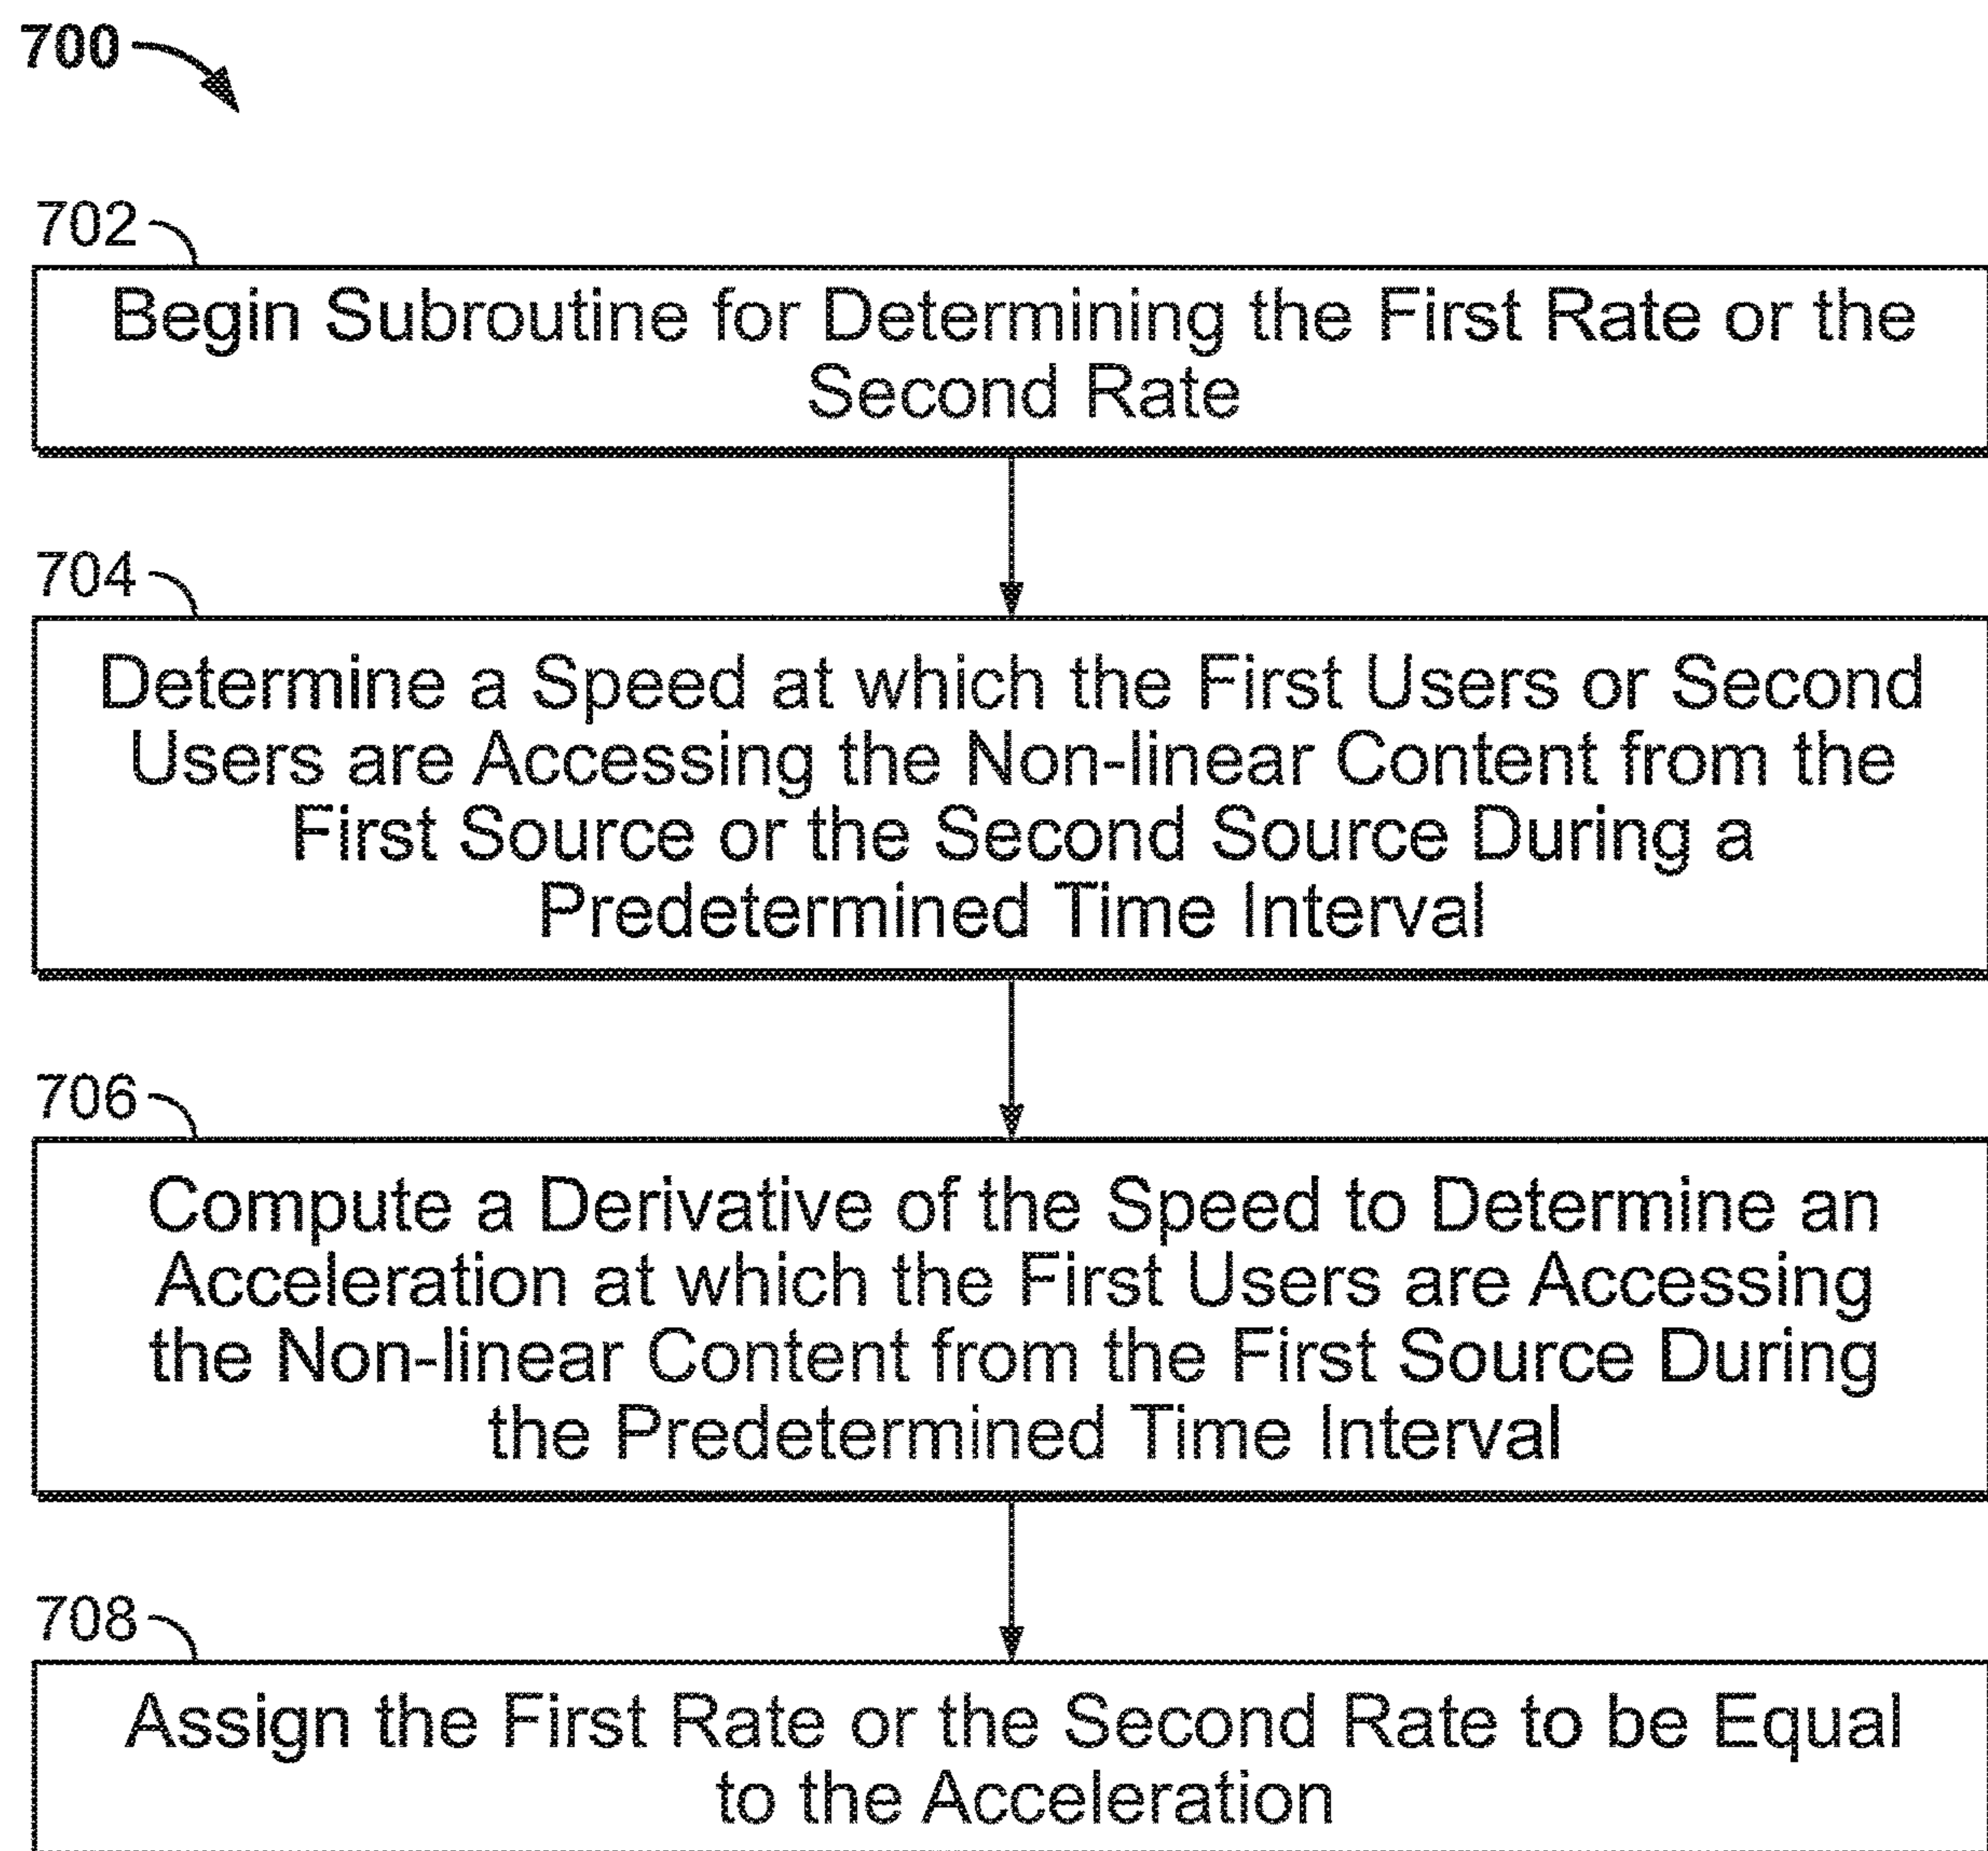 700
702
Begin Subroutine for Determining the First Rate or the
Second Rate
704
Determine a Speed at which the First Users or Second
Users are Accessing the Non-linear Content from the
First Source or the Second Source During a
Predetermined Time Interval
706
Compute a Derivative of the Speed to Determine an
Acceleration at which the First Users are Accessing
the Non-linear Content from the First Source During
the Predetermined Time Interval
708
Assign the First Rate or the Second Rate to be Equal
to the Acceleration